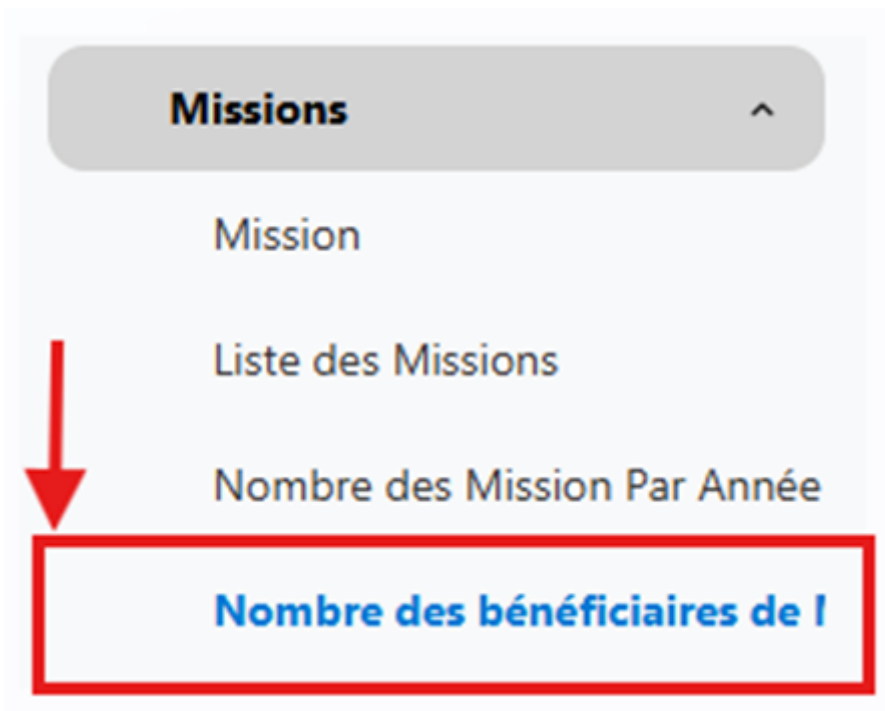 Missions
Mission
Liste des Missions
Nombre des Mission Par Année
Nombre des bénéficiaires de